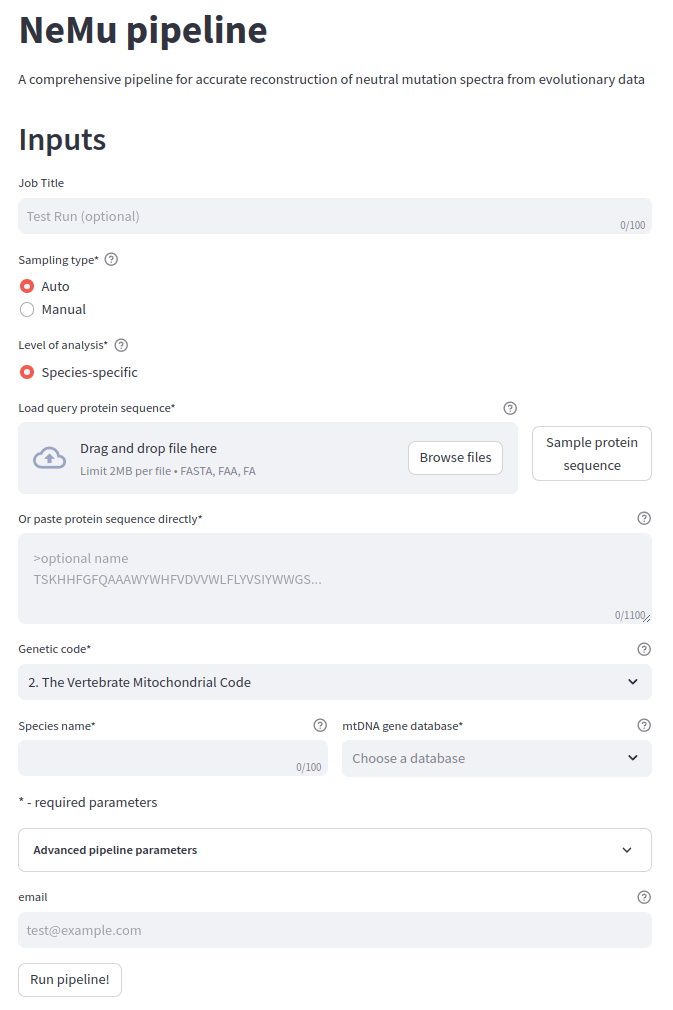 NeMu pipeline
A comprehensive pipeline for accurate reconstruction of neutral mutation spectra from evolutionary data
Inputs
Job Title
Test Run (optional)
0/100
Sampling type*
Auto
Manual
Level of analysis*
Species-specific
Load query protein sequence*
Drag and drop file here
Limit 2MB per file • FASTA, FAA, FA
Browse files
Sample protein
sequence
Or paste protein sequence directly*
>optional name
TSKHHFGFQAAAWYWHFVDVVWLFLYVSIYWWGS...
0/1100
Genetic code*
2. The Vertebrate Mitochondrial Code
Species name*
mtDNA gene database*
0/100
Choose a database
* - required parameters
Advanced pipeline parameters
email
test@example.com
Run pipeline!